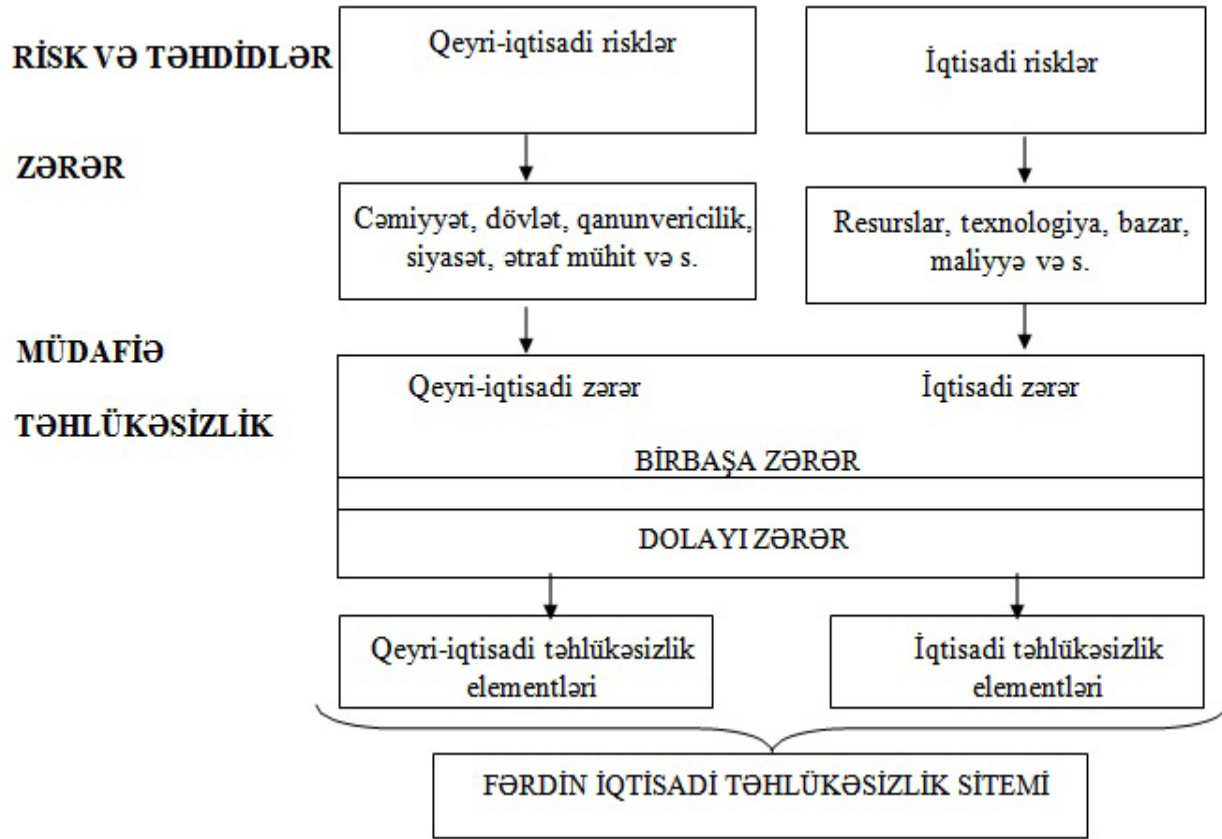 RİSK VƏ TƏHDİDLƏR
Qeyri-iqtisadi risklər
İqtisadi risklər
ZƏRƏR
Cəmiyyət, dövlət, qanunvericilik,
siyasət, ətraf mühit və s.
Resurslar, texnologiya, bazar,
maliyyə və s.
MÜDAFİƏ
Qeyri-iqtisadi zərər
İqtisadi zərər
TƏHLÜKƏSİZLİK
BİRBAŞA ZƏRƏR
DOLAYI ZƏRƏR
Qeyri-iqtisadi təhlükəsizlik
elementləri
İqtisadi təhlükəsizlik
elementləri
FƏRDİN İQTİSADİ TƏHLÜKƏSİZLİK SİTEMİ